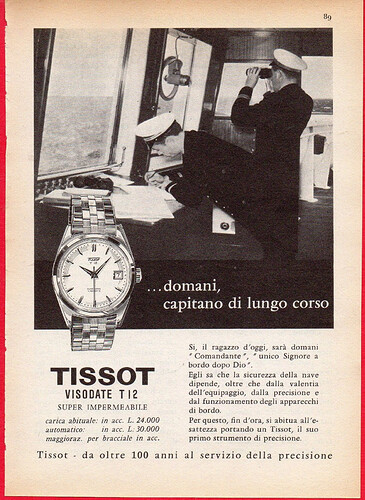 89
...domani,
capitano di lungo corso
TISSOT
TISSOT
VISODATE T 12
SUPER IMPERMEABILE
carica abituale: in acc. L. 24.000
automatico: in acc. L. 30.000
maggioraz. per bracciale in acc.
Sì, il ragazzo d'oggi, sarà domani
"Comandante", "unico Signore a
bordo dopo Dio".
Egli sa che la sicurezza della nave
dipende, oltre che dalla valentia
dell'equipaggio, dalla precisione e
dal funzionamento degli apparecchi
di bordo.
Per questo, fin d'ora, si abitua all'e-
sattezza portando un Tissot, il suo
primo strumento di precisione.
Tissot - da oltre 100 anni al servizio della precisione